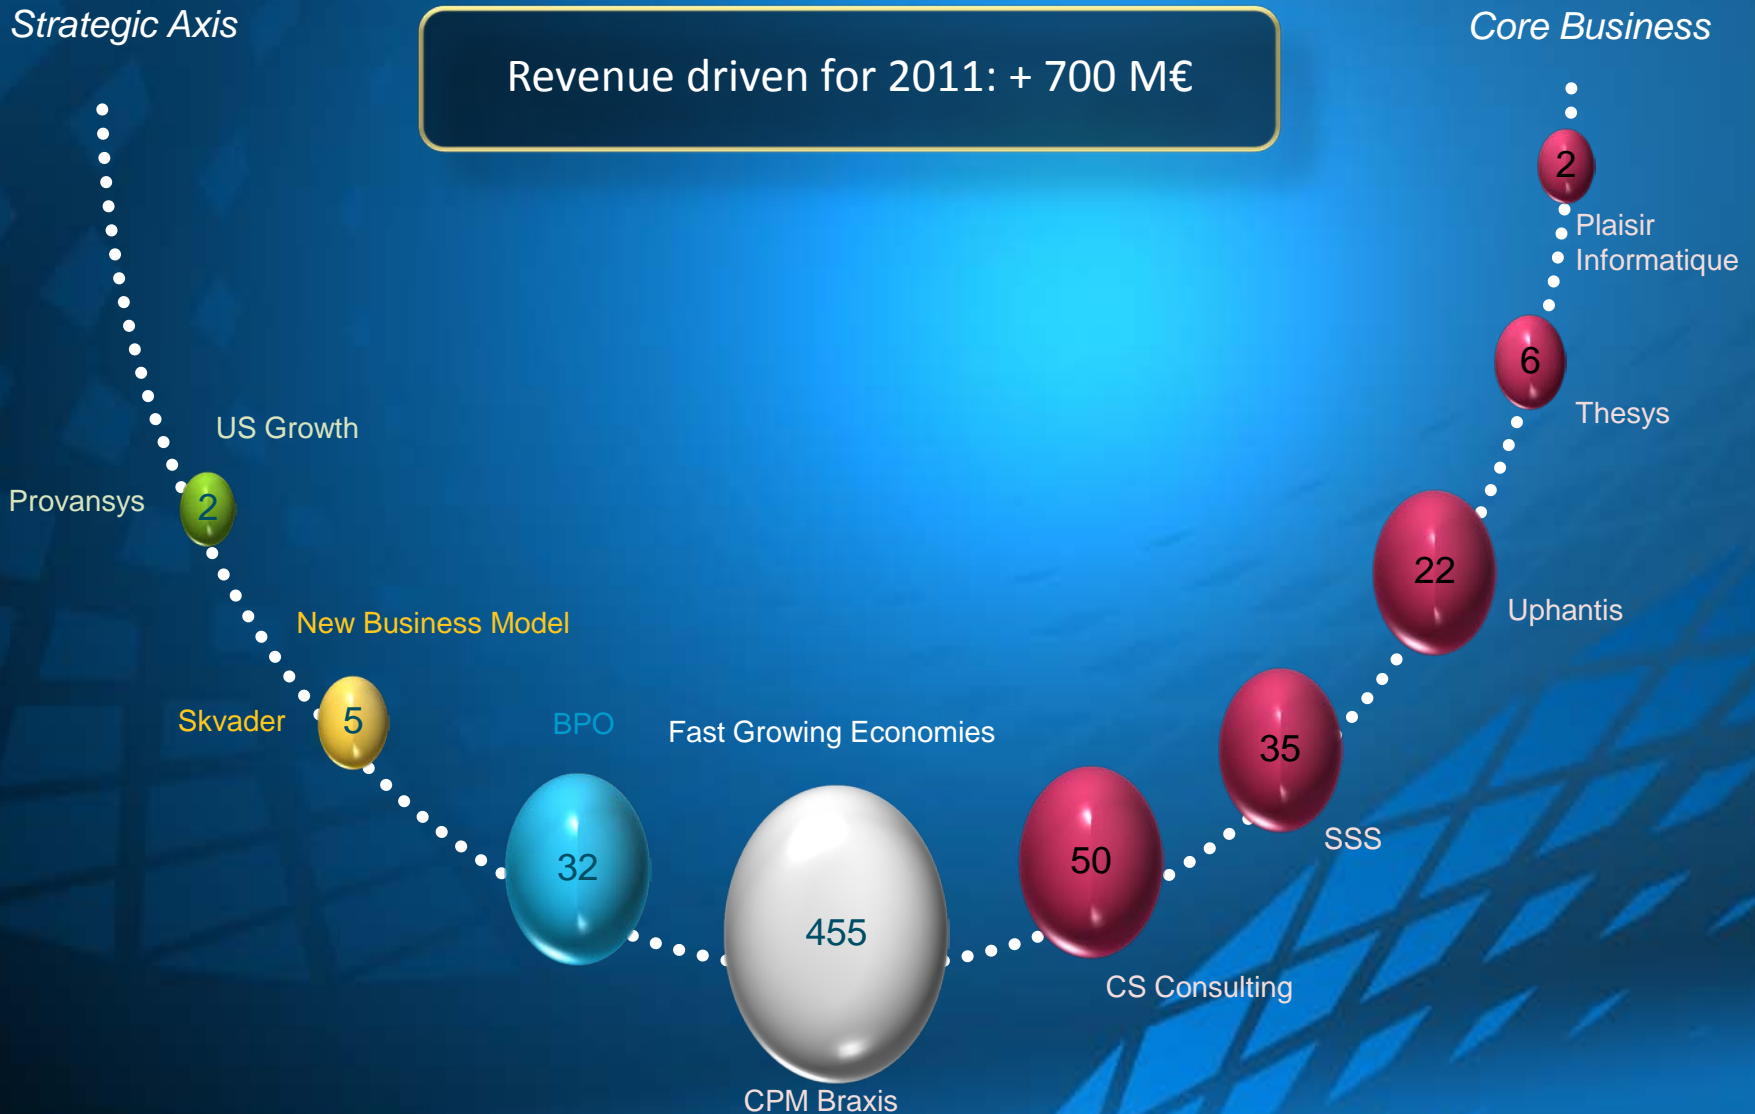 Strategic Axis
Revenue driven for 2011: + 700 M€
Core Business
2
Plaisir
Informatique
6
Thesys
US Growth
Provansys
2
22
Uphantis
New Business Model
Skvader
5
BPO
Fast Growing Economies
35
SSS
32
455
50
CS Consulting
CPM Braxis